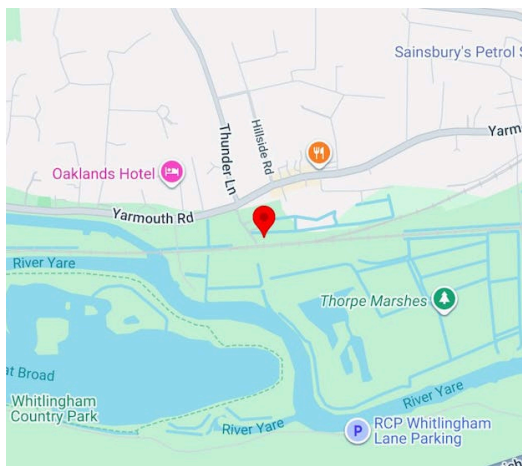 Sainsbury's Petrol S
Thunder Ln
Hillside Rd
Yarm
Oaklands Hotel
Yarmouth Rd
River Yare
Thorpe Marshes
at Broad
Whitlingham
Country Park
River Yare
River Yare
P
RCP Whitlingham
Lane Parking